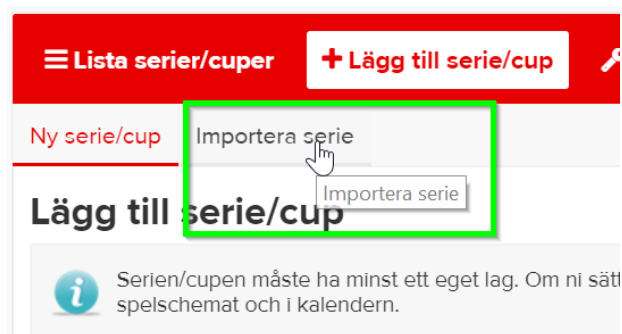 Lista serier/cuper
Lägg till serie/cup
Ny serie/cup
Importera serie
Importera serie
Lägg till serie/cup
Serien/cupen måste ha minst ett eget lag. Om ni sätt
spelschemat och i kalendern.